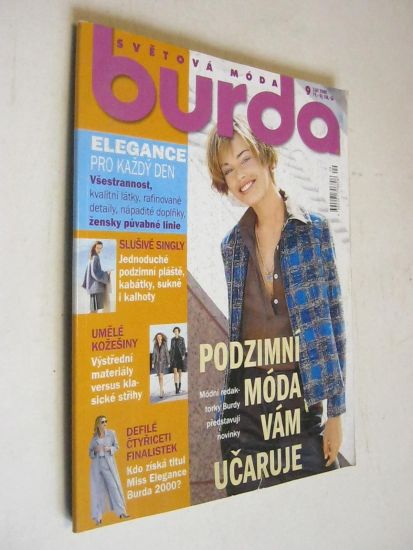 SVĚTOVÁ MÓDA
burda
9
ELEGANCE
PRO KAŽDÝ DEN
Všestrannost,
kvalitní látky, rafinované
detaily, nápadité doplňky,
žensky půvabné linie
SLUŠIVÉ SINGLY
Jednoduché
podzimní pláště,
kabátky, sukně
i kalhoty
UMĚLÉ
KOŽEŠINY
Výstřední
materiály
versus kla-
sické střihy
DEFILÉ
ČTYŘICETI
FINALISTEK
Kdo získá titul
Miss Elegance
Burda 2000?
PODZIMNÍ
MÓDA
VÁM
UČARUJE
Módní redak-
torky Burdy
představují
novinky